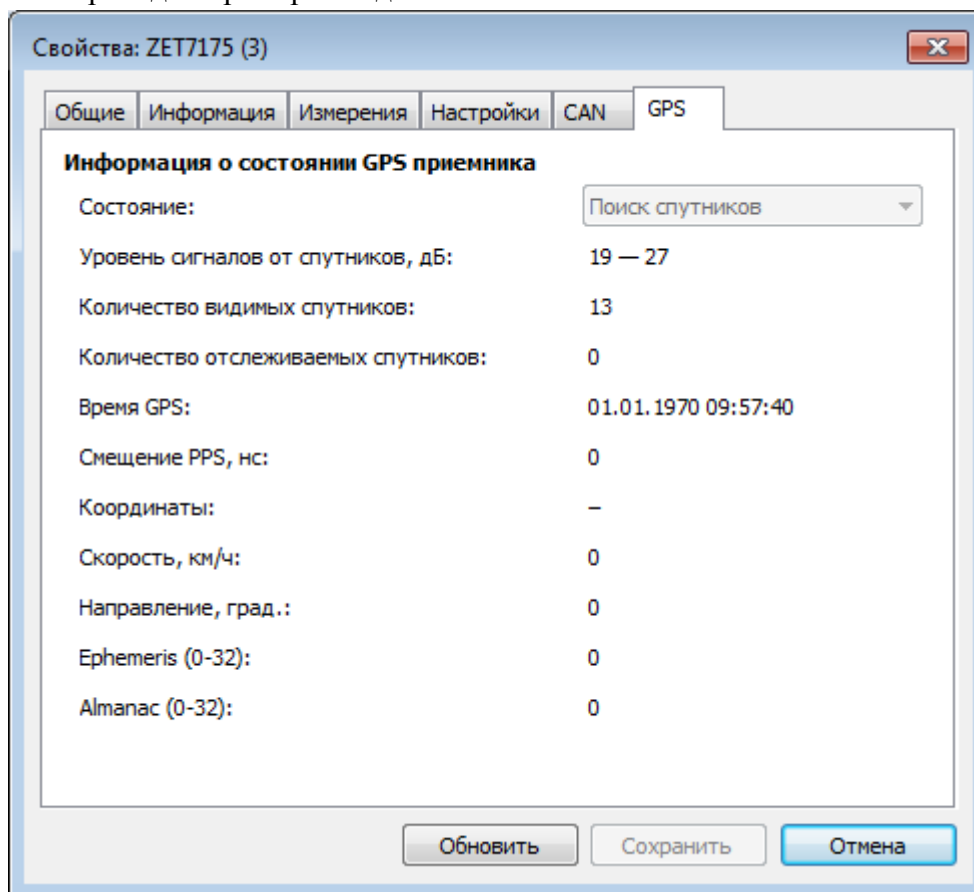 Свойства: ZET7175 (3)
Общие Информация Измерения Настройки CAN GPS
Информация о состоянии GPS приемника
Состояние: Поиск спутников
Уровень сигналов от спутников, дБ: 19 — 27
Количество видимых спутников: 13
Количество отслеживаемых спутников: 0
Время GPS: 01.01.1970 09:57:40
Смещение PPS, нс: 0
Координаты: –
Скорость, км/ч: 0
Направление, град.: 0
Ephemeris (0-32): 0
Almanac (0-32): 0
Обновить Сохранить Отмена